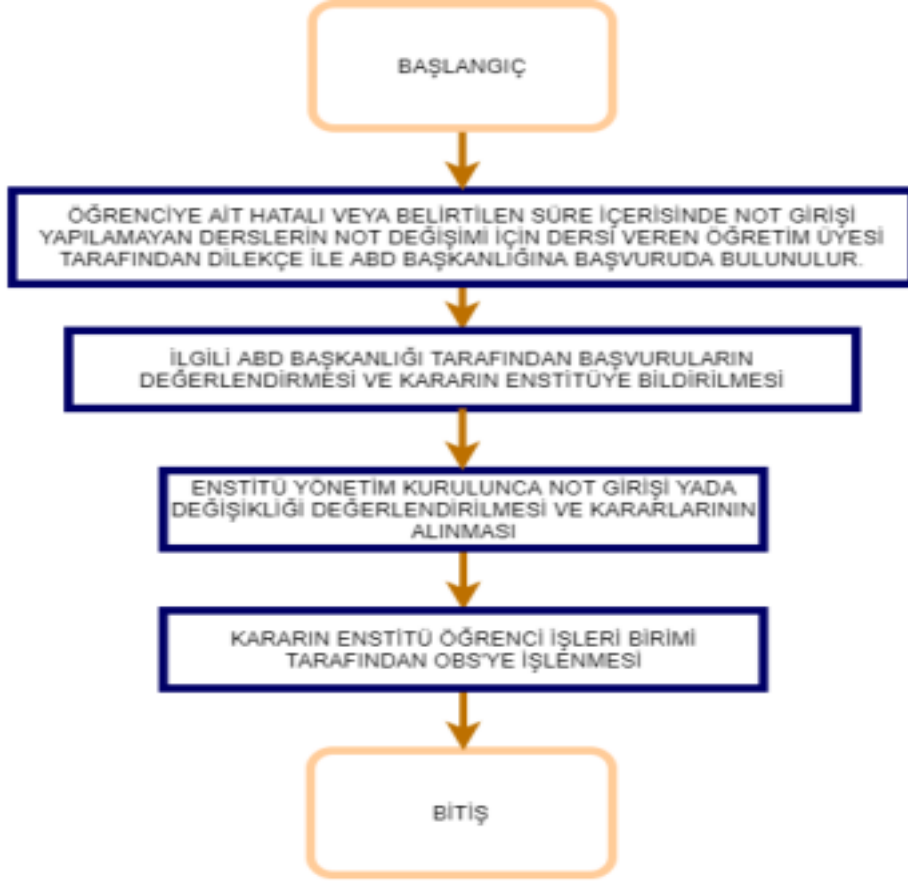 BAŞLANGIÇ
ÖĞRENCİYE AİT HATALI VEYA BELİRTİLEN SÜRE İÇERİSİNDE NOT GİRİŞİ
YAPILAMAYAN DERSLERİN NOT DEĞİŞİMİ İÇİN DERSİ VEREN ÖĞRETİM ÜYESİ
TARAFINDAN DİLEKÇE İLE ABD BAŞKANLIĞINA BAŞVURUDA BULUNULUR.
İLGİLİ ABD BAŞKANLIĞI TARAFINDAN BAŞVURULARIN
DEĞERLENDİRMESİ VE KARARIN ENSTİTÜYE BİLDİRİLMESİ
ENSTİTÜ YÖNETİM KURULUNCA NOT GİRİŞİ YADA
DEĞİŞİKLİĞİ DEĞERLENDİRİLMESİ VE KARARLARININ
ALINMASI
KARARIN ENSTİTÜ ÖĞRENCİ İŞLERİ BİRİMİ
TARAFINDAN OBS'YE İŞLENMESİ
BİTİŞ